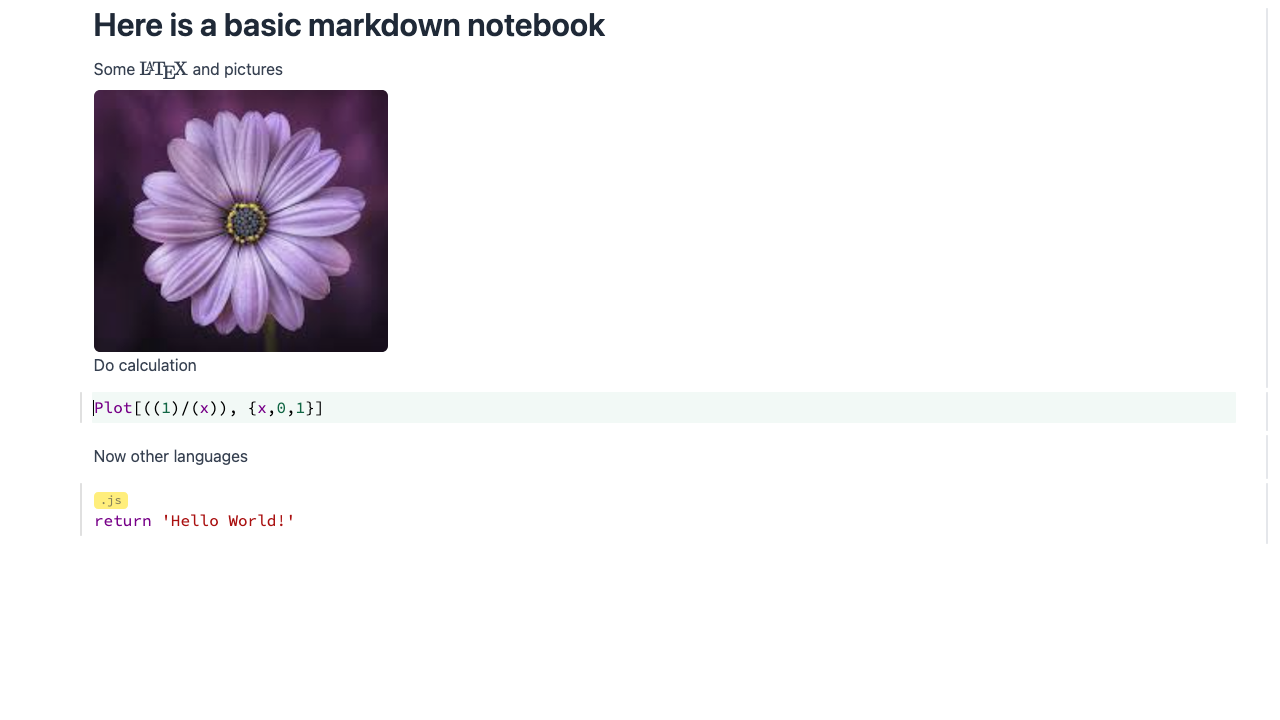 Here is a basic markdown notebook
Some LATEX and pictures
Do calculation
Plot[((1)/(x)), {x,0,1}]
Now other languages
.js
return 'Hello World!'